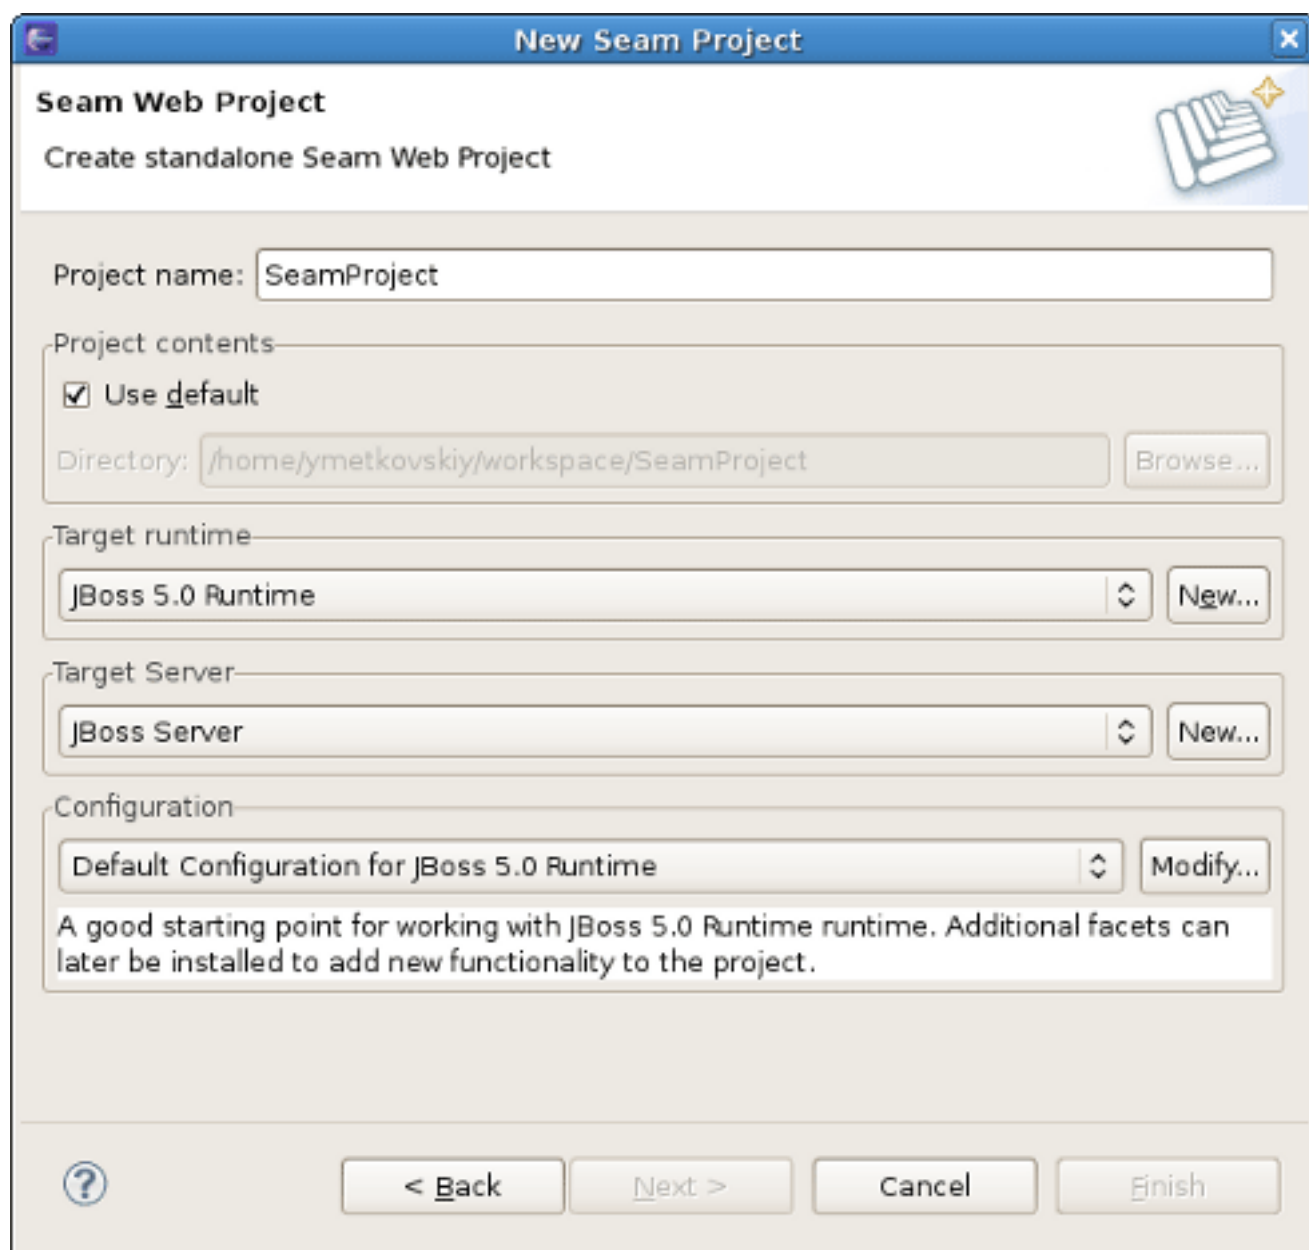 New Seam Project
Seam Web Project
Create standalone Seam Web Project
Project name: SeamProject
Project contents
Use default
Directory: /home/ymetkovskiy/workspace/SeamProject Browse...
Target runtime
JBoss 5.0 Runtime New...
Target Server
JBoss Server New...
Configuration
Default Configuration for JBoss 5.0 Runtime Modify...
A good starting point for working with JBoss 5.0 Runtime runtime. Additional facets can
later be installed to add new functionality to the project.
? < Back Next > Cancel Finish